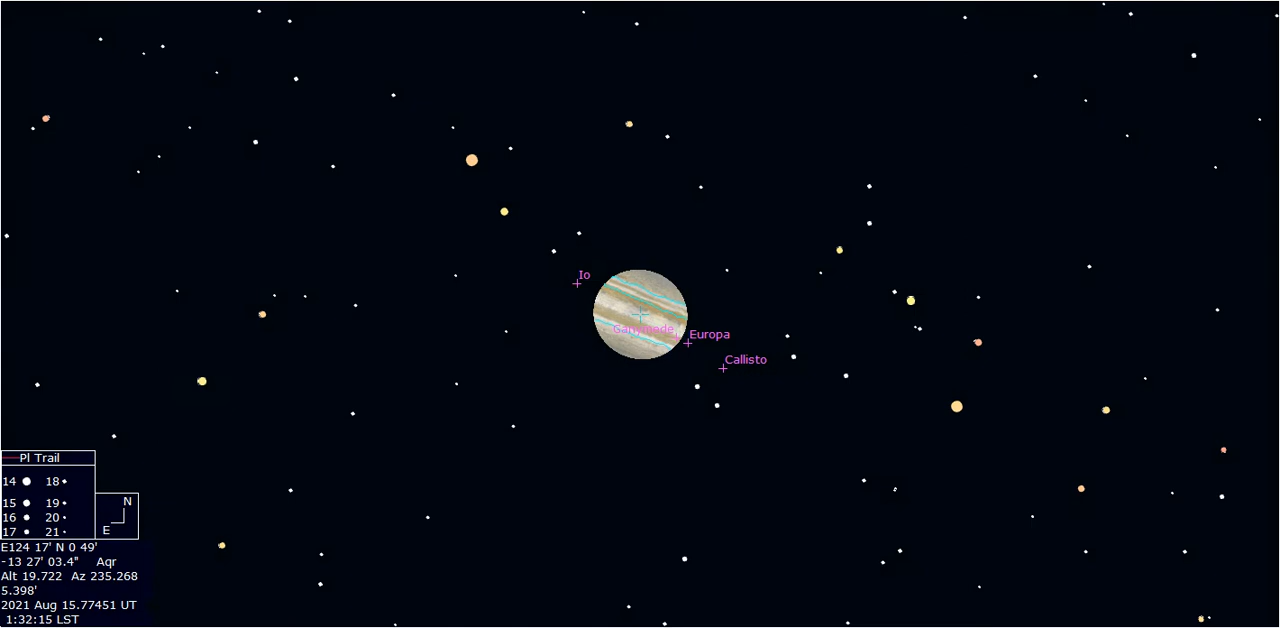 Io
Ganymede
Europa
Callisto
Pl Trail
14 18
15 19
16 20
17 21
N
E
E124 17' N 0 49'
-13 27' 03.4" Aqr
Alt 19.722 Az 235.268
5.398'
2021 Aug 15.77451 UT
1:32:15 LST